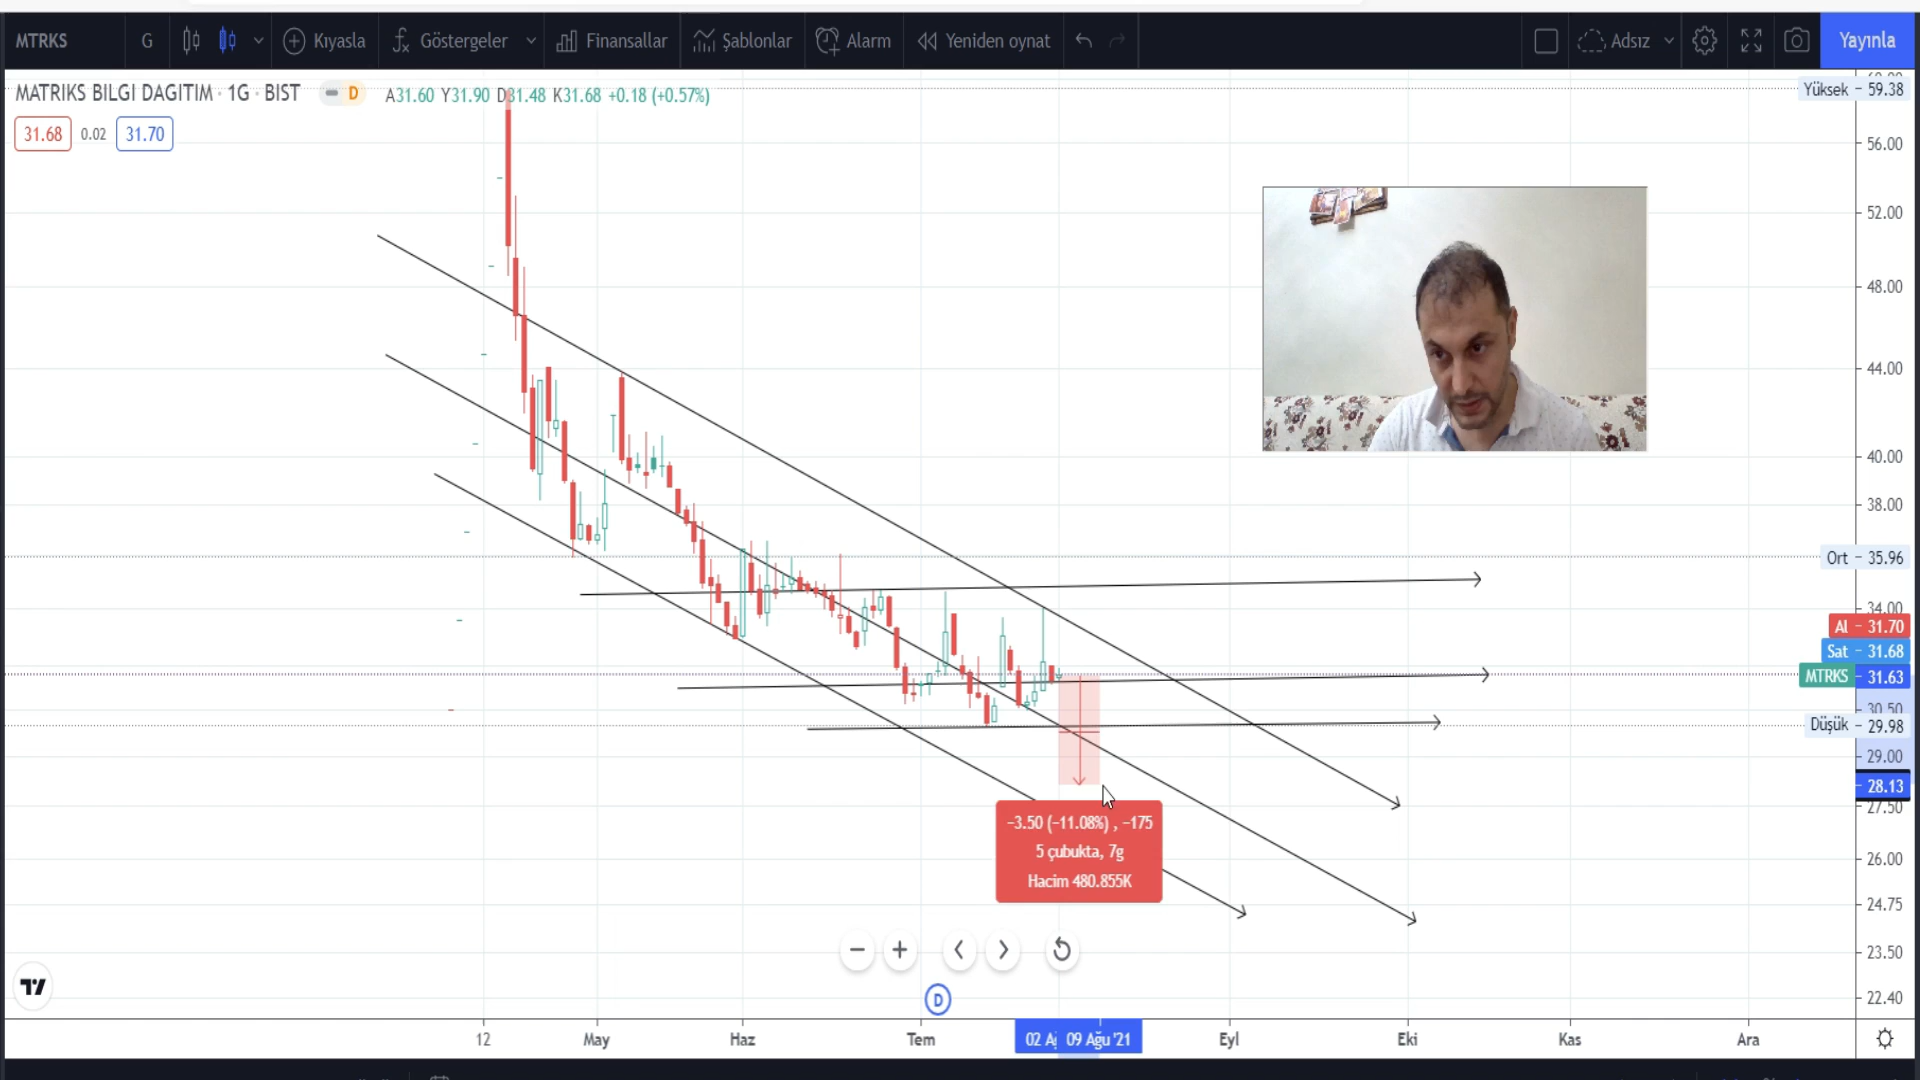 MTRKS
G
Kıyasla
Göstergeler
Finansallar
Şablonlar
Alarm
Yeniden oynat
Adsız
Yayınla
MATRIKS BILGI DAGITIM · 1G · BIST
D
A31.60 Y31.90 D31.48 K31.68 +0.18 (+0.57%)
31.68
0.02
31.70
Yüksek − 59.38
56.00
52.00
48.00
44.00
40.00
38.00
Ort − 35.96
34.00
Al − 31.70
Sat − 31.68
MTRKS
31.63
30.50
Düşük − 29.98
29.00
28.13
27.50
26.00
24.75
23.50
22.40
−3.50 (−11.08%) , −175
5 çubukta, 7g
Hacim 480.855K
D
12
May
Haz
Tem
02 A
09 Ağu '21
Eyl
Eki
Kas
Ara